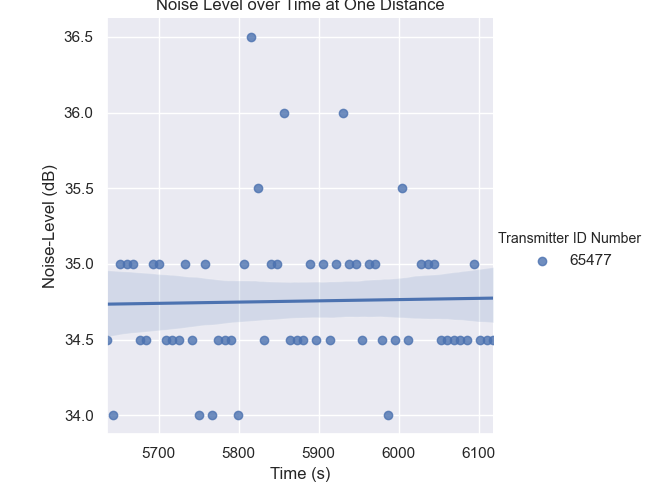 Noise Level over Time at One Distance
36.5
36.0
35.5
35.0
34.5
34.0
Noise-Level (dB)
5700 5800 5900 6000 6100
Time (s)
Transmitter ID Number
65477